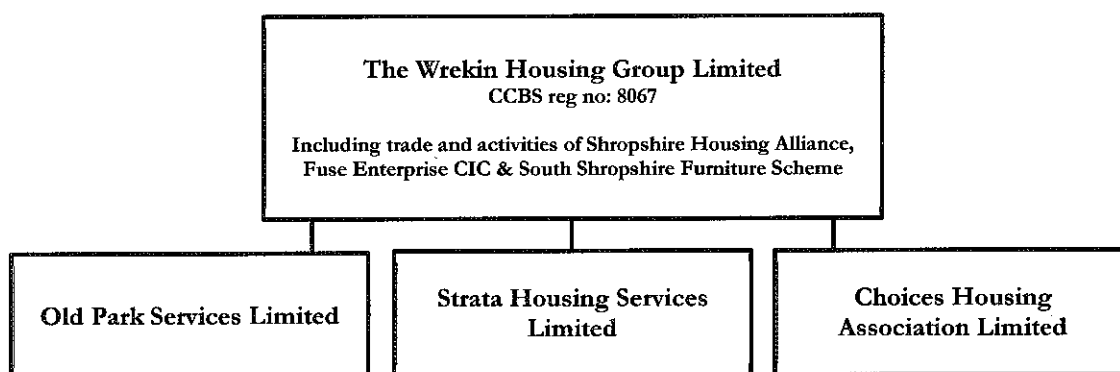 The Wrekin Housing Group Limited
CCBS reg no: 8067
Including trade and activities of Shropshire Housing Alliance,
Fuse Enterprise CIC & South Shropshire Furniture Scheme
Old Park Services Limited
Strata Housing Services
Limited
Choices Housing
Association Limited